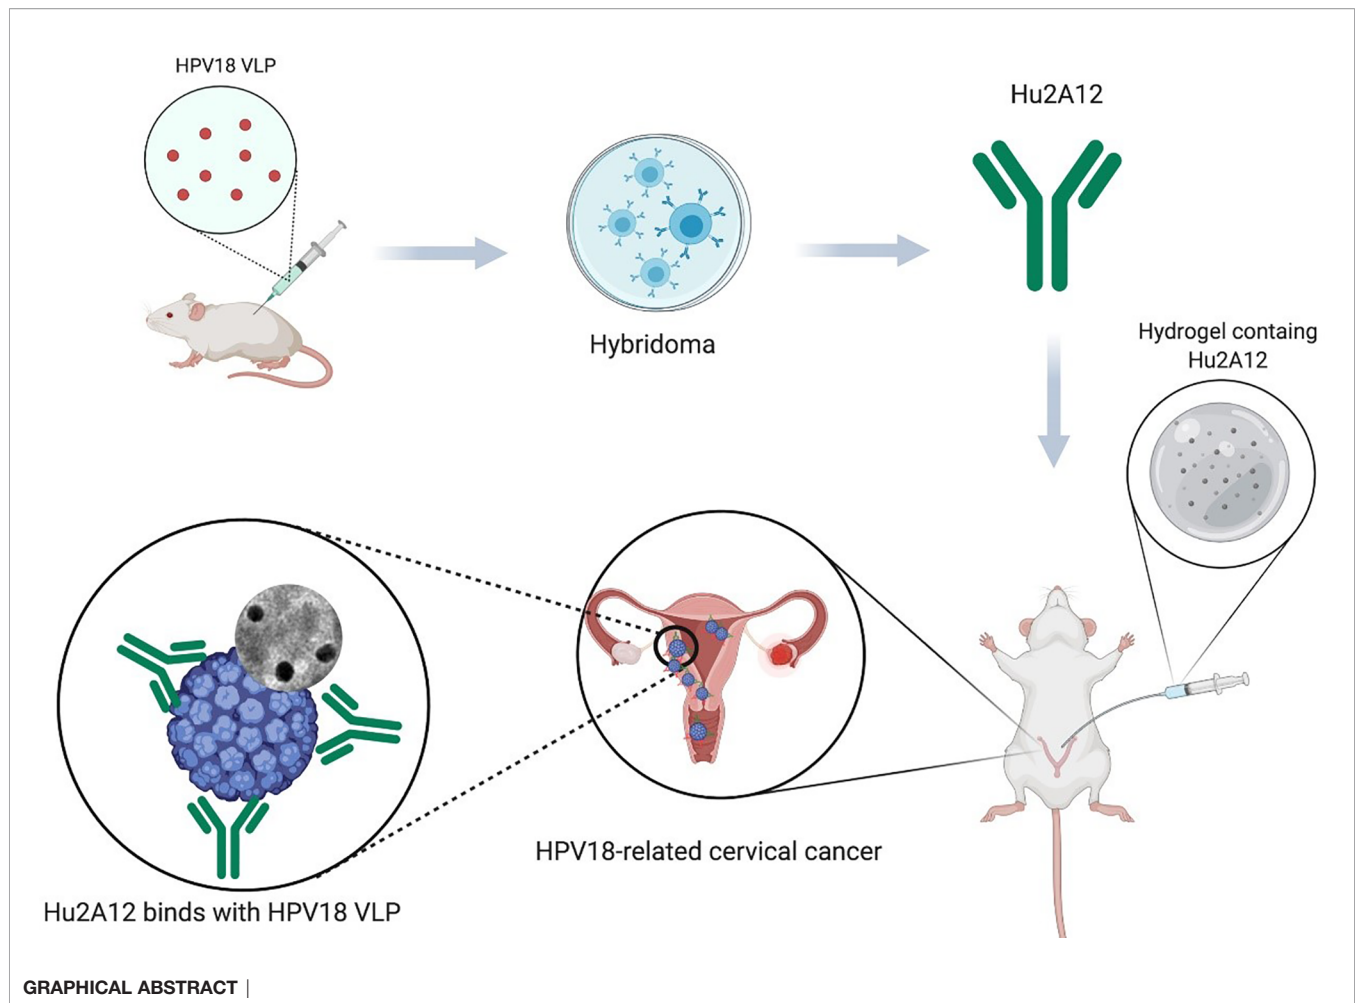 HPV18 VLP
Hu2A12
Hybridoma
Hydrogel containg
Hu2A12
HPV18-related cervical cancer
Hu2A12 binds with HPV18 VLP
GRAPHICAL ABSTRACT |